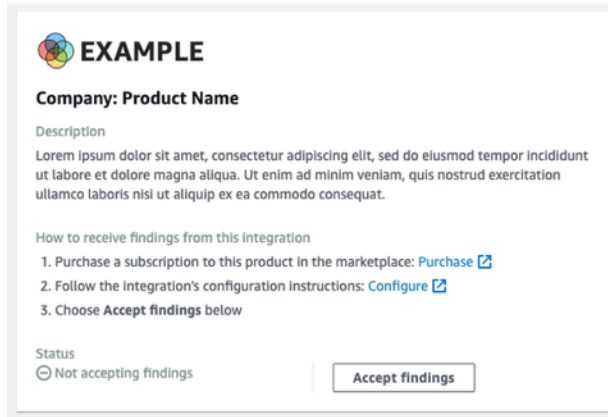 EXAMPLE
Company: Product Name
Description
Lorem ipsum dolor sit amet, consectetur adipiscing elit, sed do eiusmod tempor incididunt
ut labore et dolore magna aliqua. Ut enim ad minim veniam, quis nostrud exercitation
ullamco laboris nisi ut aliquip ex ea commodo consequat.
How to receive findings from this integration
1. Purchase a subscription to this product in the marketplace: Purchase
2. Follow the integration's configuration instructions: Configure
3. Choose Accept findings below
Status
Not accepting findings
Accept findings